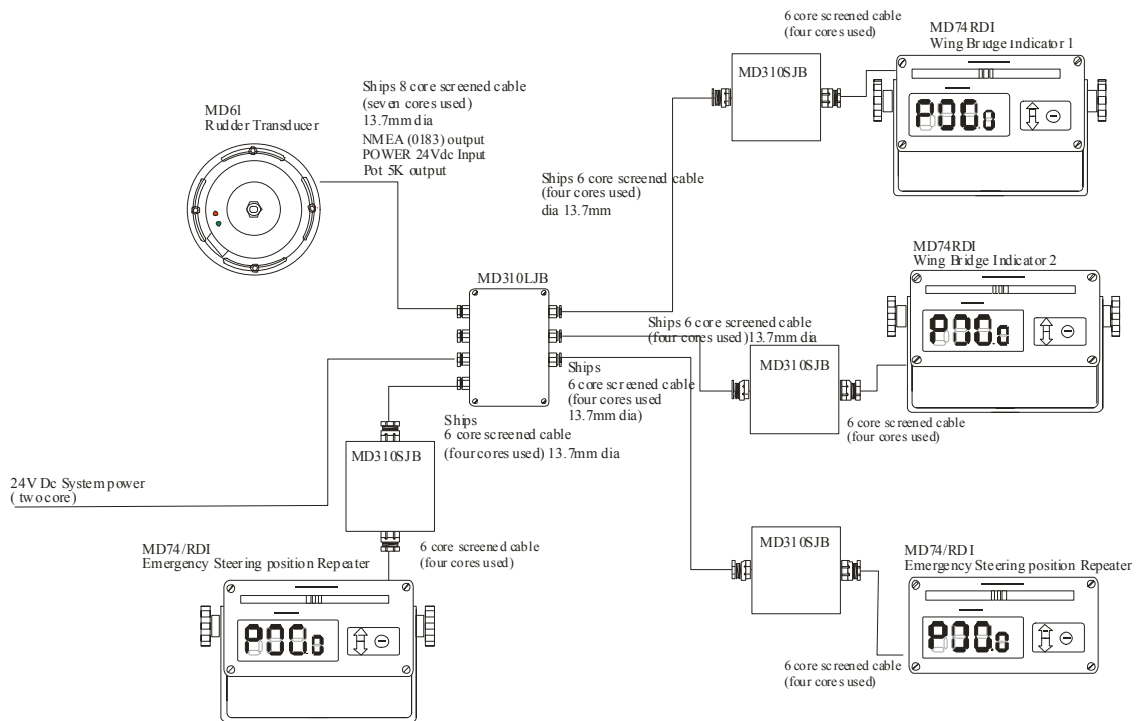 6 core screened cable
(four cores used)
MD74RDI
Wing Bridge Indicator 1
MD310SJB
P00.0
MD61
Rudder Transducer
Ships 8 core screened cable
(seven cores used)
13.7mm dia
NMEA (0183) output
POWER 24Vdc Input
Pot 5K output
Ships 6 core screened cable
(four cores used)
dia 13.7mm
MD74RDI
Wing Bridge Indicator 2
P00.0
MD310LJB
Ships 6 core screened cable
(four cores used)13.7mm dia
MD310SJB
Ships
6 core screened cable
(four cores used
13.7mm dia)
6 core screened cable
(four cores used)
Ships
6 core screened cable
(four cores used) 13.7mm dia
MD310SJB
24V Dc System power
( two core)
MD310SJB
MD74/RDI
Emergency Steering position Repeater
6 core screened cable
(four cores used)
P00.0
MD74/RDI
Emergency Steering position Repeater
P00.0
6 core screened cable
(four cores used)